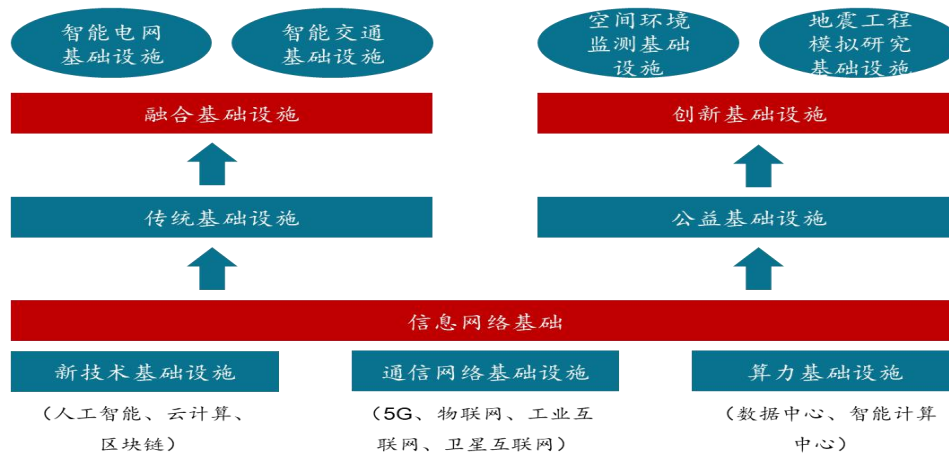 智能电网
基础设施
智能交通
基础设施
空间环境
监测基础
设施
地震工程
模拟研究
基础设施
融合基础设施
创新基础设施
传统基础设施
公益基础设施
信息网络基础
新技术基础设施
通信网络基础设施
算力基础设施
（人工智能、云计算、
区块链）
（5G、物联网、工业互
联网、卫星互联网）
（数据中心、智能计算
中心）